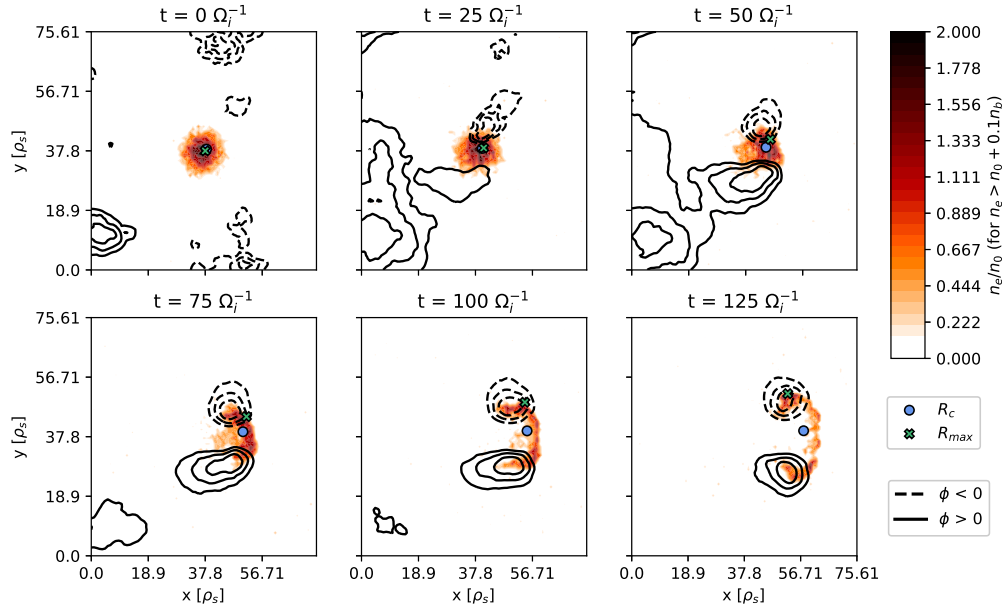 t = 0 Ω_i^{-1}
t = 25 Ω_i^{-1}
t = 50 Ω_i^{-1}
75.61
56.71
37.8
18.9
0.0
y [ρ_s]
2.000
1.778
1.556
1.333
1.111
0.889
0.667
0.444
0.222
0.000
n_e/n_0 (for n_e > n_0 + 0.1n_b)
t = 75 Ω_i^{-1}
t = 100 Ω_i^{-1}
t = 125 Ω_i^{-1}
75.61
56.71
37.8
18.9
0.0
y [ρ_s]
0.0 18.9 37.8 56.71
x [ρ_s]
0.0 18.9 37.8 56.71
x [ρ_s]
0.0 18.9 37.8 56.71 75.61
x [ρ_s]
R_c
R_{max}
ϕ < 0
ϕ > 0